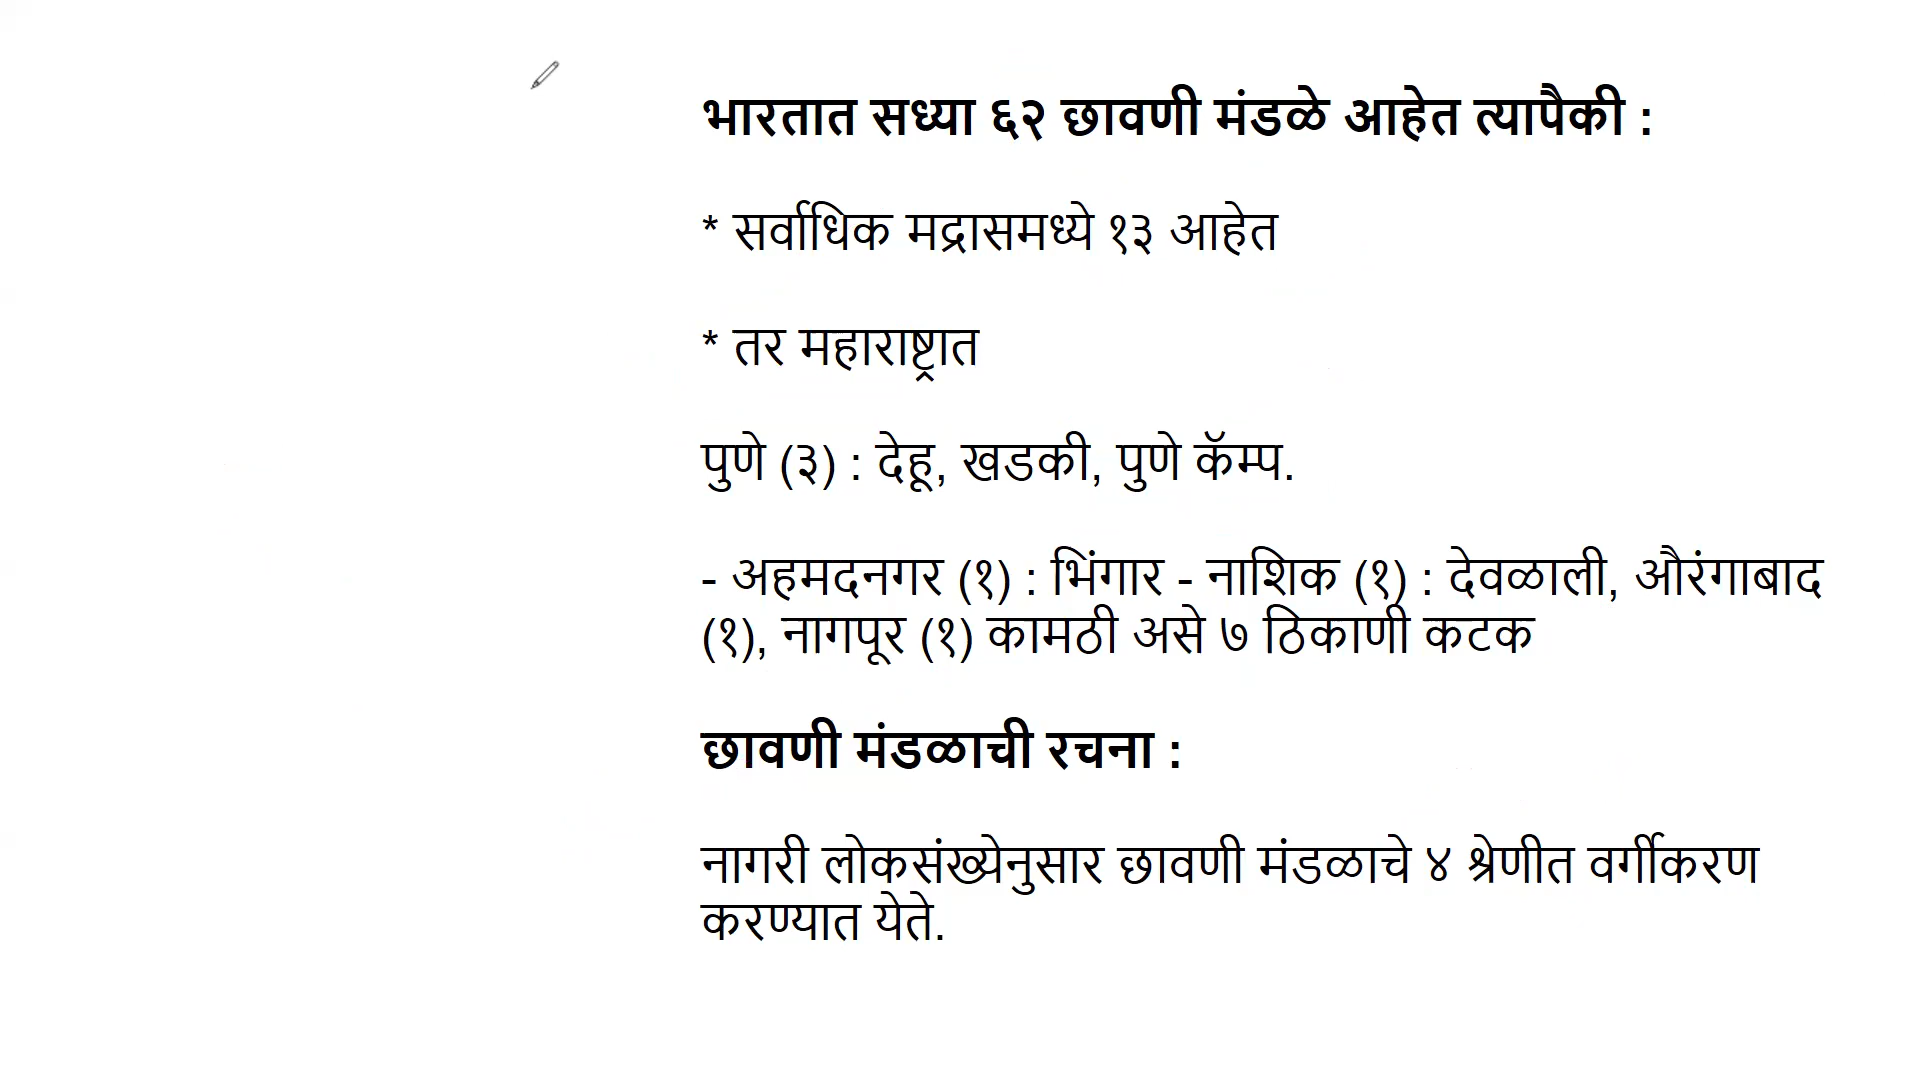 भारतात सध्या ६२ छावणी मंडळे आहेत त्यापैकी :
* सर्वाधिक मद्रासमध्ये १३ आहेत
* तर महाराष्ट्रात
पुणे (३) : देहू, खडकी, पुणे कॅम्प.
- अहमदनगर (१) : भिंगार - नाशिक (१) : देवळाली, औरंगाबाद
(१), नागपूर (१) कामठी असे ७ ठिकाणी कटक
छावणी मंडळाची रचना :
नागरी लोकसंख्येनुसार छावणी मंडळाचे ४ श्रेणीत वर्गीकरण
करण्यात येते.